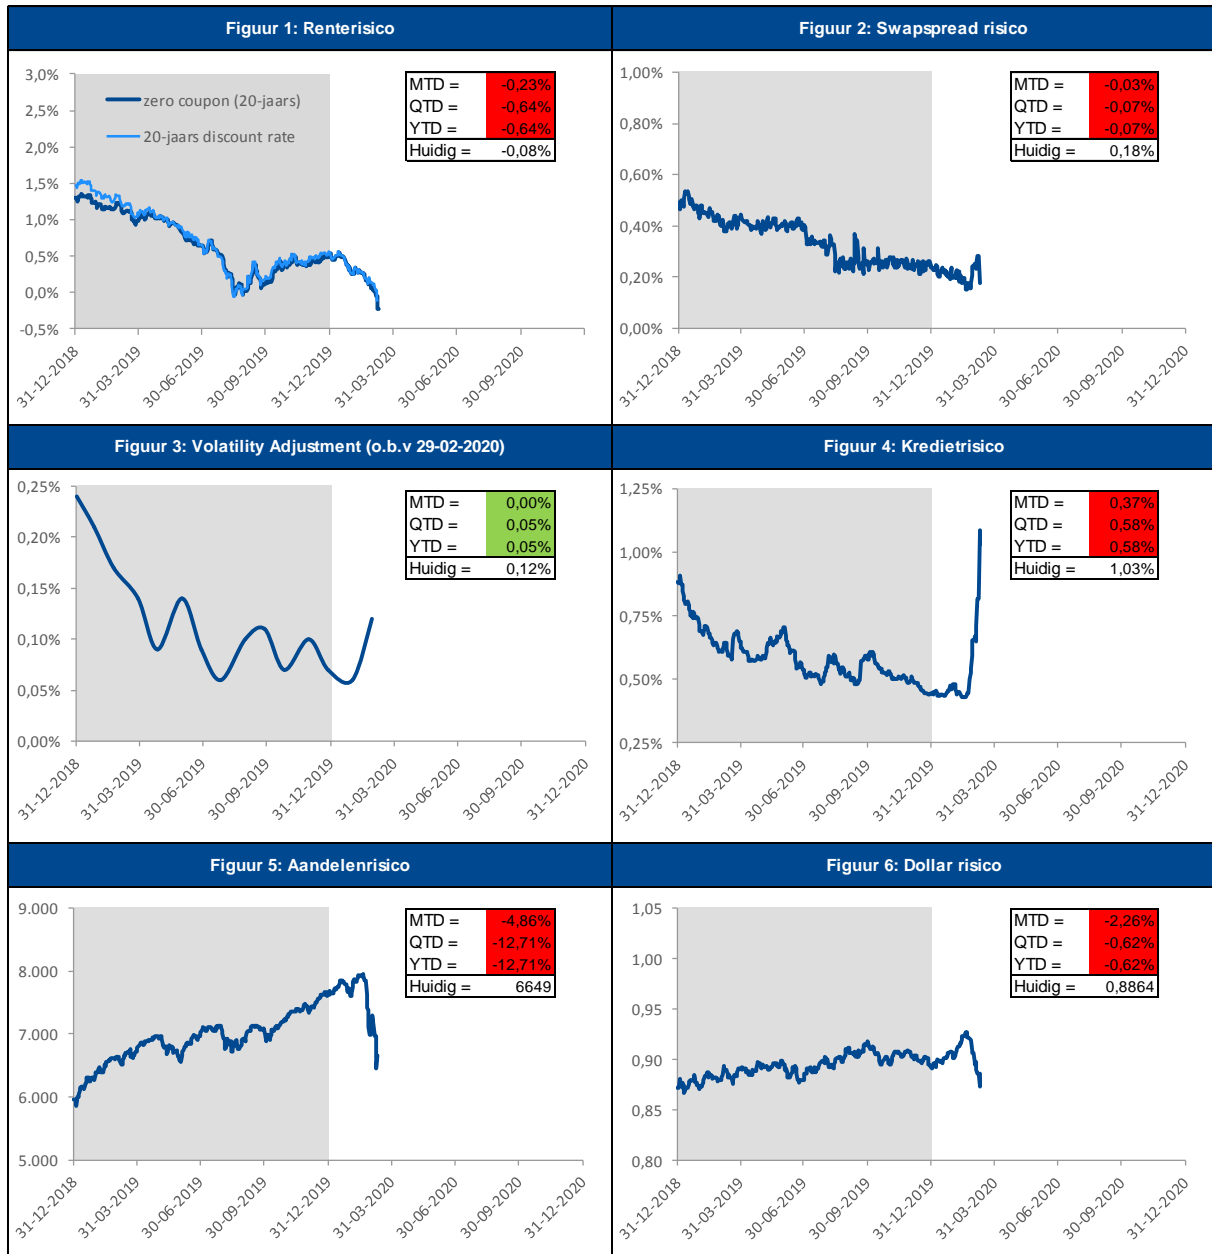 Figuur 1: Renterisico
3,0%
2,5%
2,0%
1,5%
1,0%
0,5%
0,0%
-0,5%
zero coupon (20-jaars)
20-jaars discount rate
MTD = -0,23%
QTD = -0,64%
YTD = -0,64%
Huidig = -0,08%
31-12-2018
31-03-2019
30-06-2019
30-09-2019
31-12-2019
31-03-2020
30-06-2020
30-09-2020
Figuur 2: Swapspread risico
1,00%
0,80%
0,60%
0,40%
0,20%
0,00%
MTD = -0,03%
QTD = -0,07%
YTD = -0,07%
Huidig = 0,18%
31-12-2018
31-03-2019
30-06-2019
30-09-2019
31-12-2019
31-03-2020
30-06-2020
30-09-2020
31-12-2020
Figuur 3: Volatility Adjustment (o.b.v 29-02-2020)
0,25%
0,20%
0,15%
0,10%
0,05%
0,00%
MTD = 0,00%
QTD = 0,05%
YTD = 0,05%
Huidig = 0,12%
31-12-2018
31-03-2019
30-06-2019
30-09-2019
31-12-2019
31-03-2020
30-06-2020
30-09-2020
31-12-2020
Figuur 4: Kredietrisico
1,25%
1,00%
0,75%
0,50%
0,25%
MTD = 0,37%
QTD = 0,58%
YTD = 0,58%
Huidig = 1,03%
31-12-2018
31-03-2019
30-06-2019
30-09-2019
31-12-2019
31-03-2020
30-06-2020
30-09-2020
31-12-2020
Figuur 5: Aandelenrisico
9.000
8.000
7.000
6.000
5.000
MTD = -4,86%
QTD = -12,71%
YTD = -12,71%
Huidig = 6649
31-12-2018
31-03-2019
30-06-2019
30-09-2019
31-12-2019
31-03-2020
30-06-2020
30-09-2020
31-12-2020
Figuur 6: Dollar risico
1,05
1,00
0,95
0,90
0,85
0,80
MTD = -2,26%
QTD = -0,62%
YTD = -0,62%
Huidig = 0,8864
31-12-2018
31-03-2019
30-06-2019
30-09-2019
31-12-2019
31-03-2020
30-06-2020
30-09-2020
31-12-2020